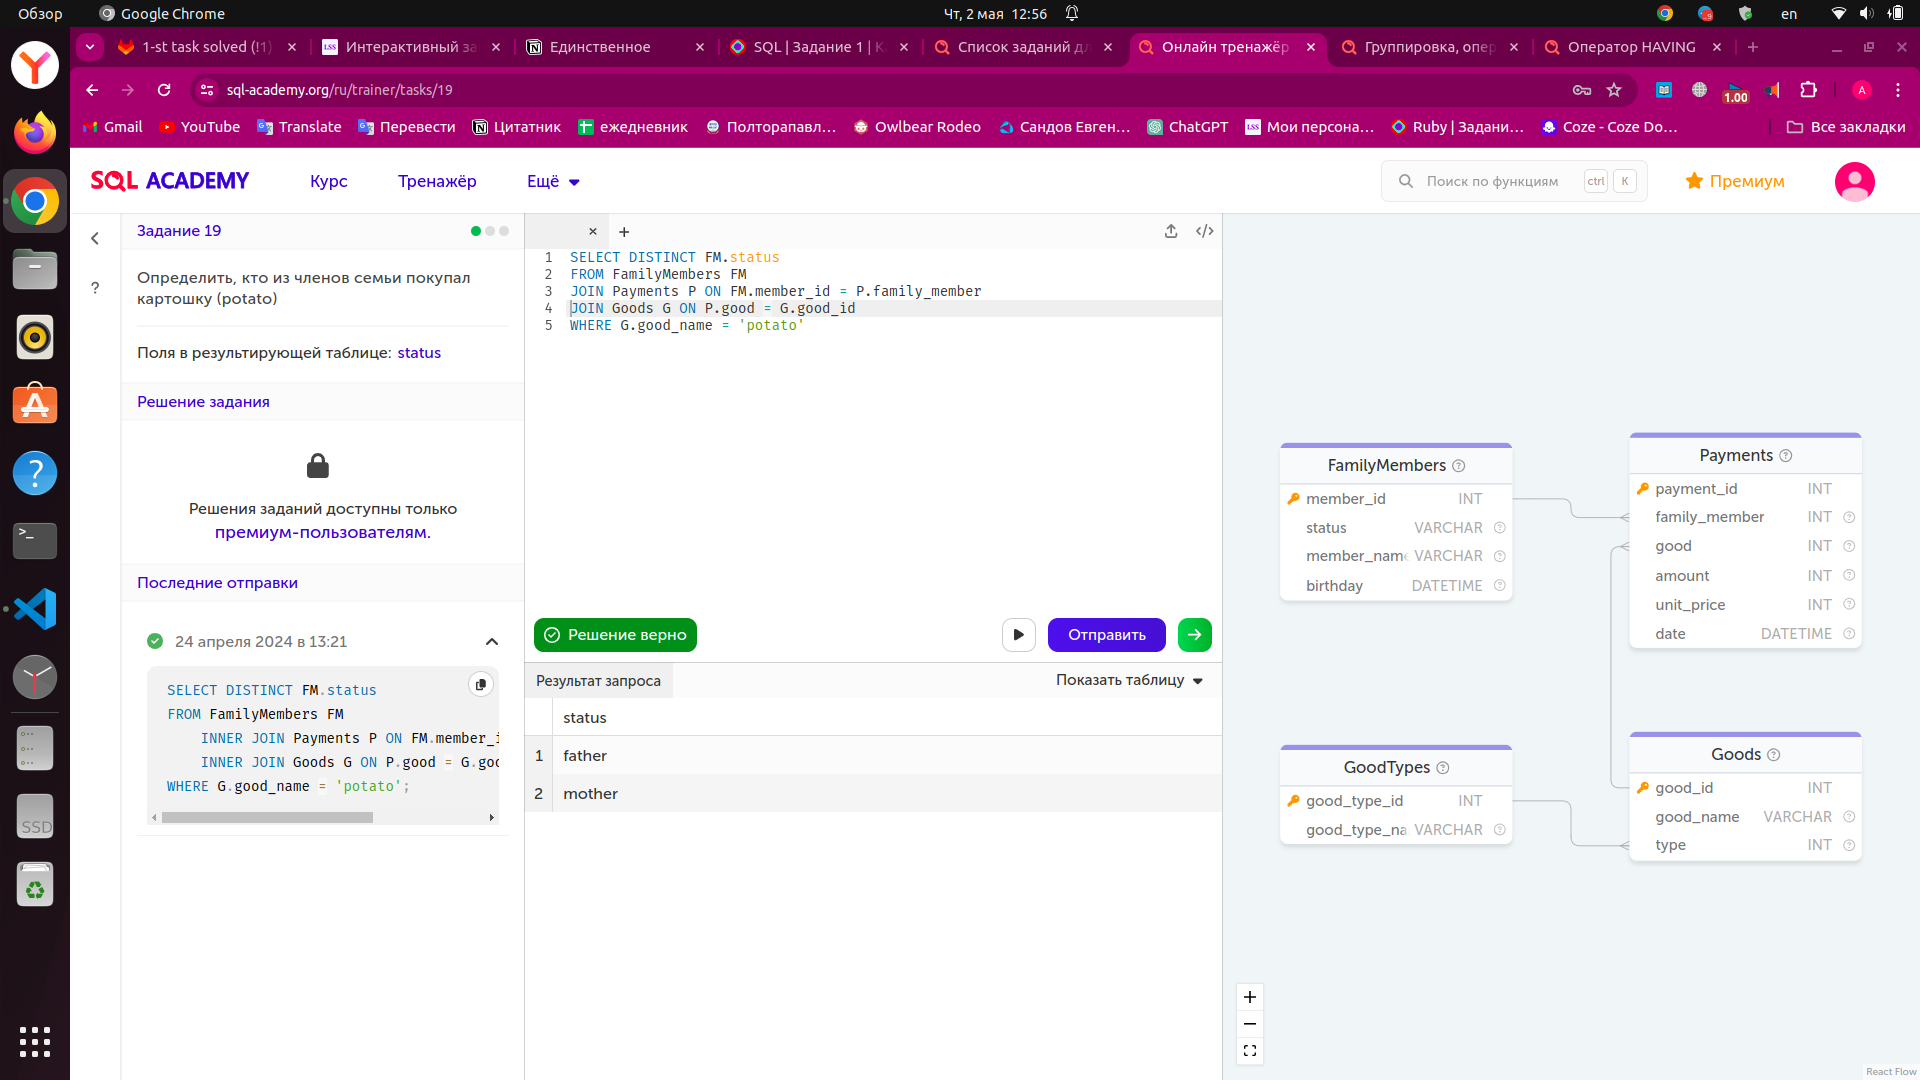 Обзор
Google Chrome
Чт, 2 мая 12:56
en
1-st task solved (!1)
Интерактивный за
Единственное
SQL | Задание 1 | К
Список заданий дл
Онлайн тренажёр
Группировка, опер
Оператор HAVING
sql-academy.org/ru/trainer/tasks/19
1.00
A
Gmail
YouTube
Translate
Перевести
Цитатник
ежедневник
Полторапавл…
Owlbear Rodeo
Сандов Евген…
ChatGPT
Мои персона…
Ruby | Задани…
Coze - Coze Do…
Все закладки
SQL ACADEMY
Курс
Тренажёр
Ещё
Поиск по функциям
ctrl
K
Премиум
Задание 19
Определить, кто из членов семьи покупал
картошку (potato)
Поля в результирующей таблице: status
Решение задания
Решения заданий доступны только
премиум-пользователям.
Последние отправки
24 апреля 2024 в 13:21
SELECT DISTINCT FM.status
FROM FamilyMembers FM
INNER JOIN Payments P ON FM.member_i
INNER JOIN Goods G ON P.good = G.goo
WHERE G.good_name = 'potato';
1 SELECT DISTINCT FM.status
2 FROM FamilyMembers FM
3 JOIN Payments P ON FM.member_id = P.family_member
4 JOIN Goods G ON P.good = G.good_id
5 WHERE G.good_name = 'potato'
Решение верно
Отправить
Результат запроса
Показать таблицу
status
1 father
2 mother
FamilyMembers
member_id INT
status VARCHAR
member_name VARCHAR
birthday DATETIME
Payments
payment_id INT
family_member INT
good INT
amount INT
unit_price INT
date DATETIME
GoodTypes
good_type_id INT
good_type_na VARCHAR
Goods
good_id INT
good_name VARCHAR
type INT
React Flow
SSD